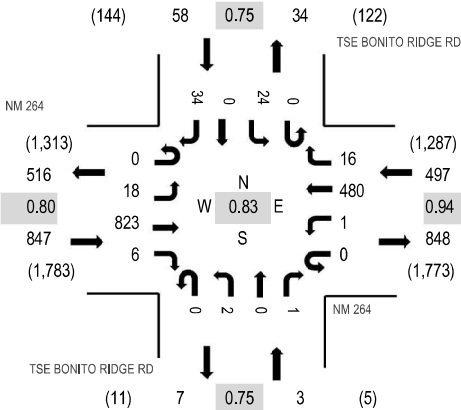 (144) 58 0.75 34 (122)
TSE BONITO RIDGE RD
34 0 24 0
NM 264
(1,313) 0 16 (1,287)
516 497
18 N 480
0.80 W 0.83 E 0.94
823 S 1
847 848
6 0
(1,783) (1,773)
0 2 0 1 NM 264
TSE BONITO RIDGE RD
(11) 7 0.75 3 (5)